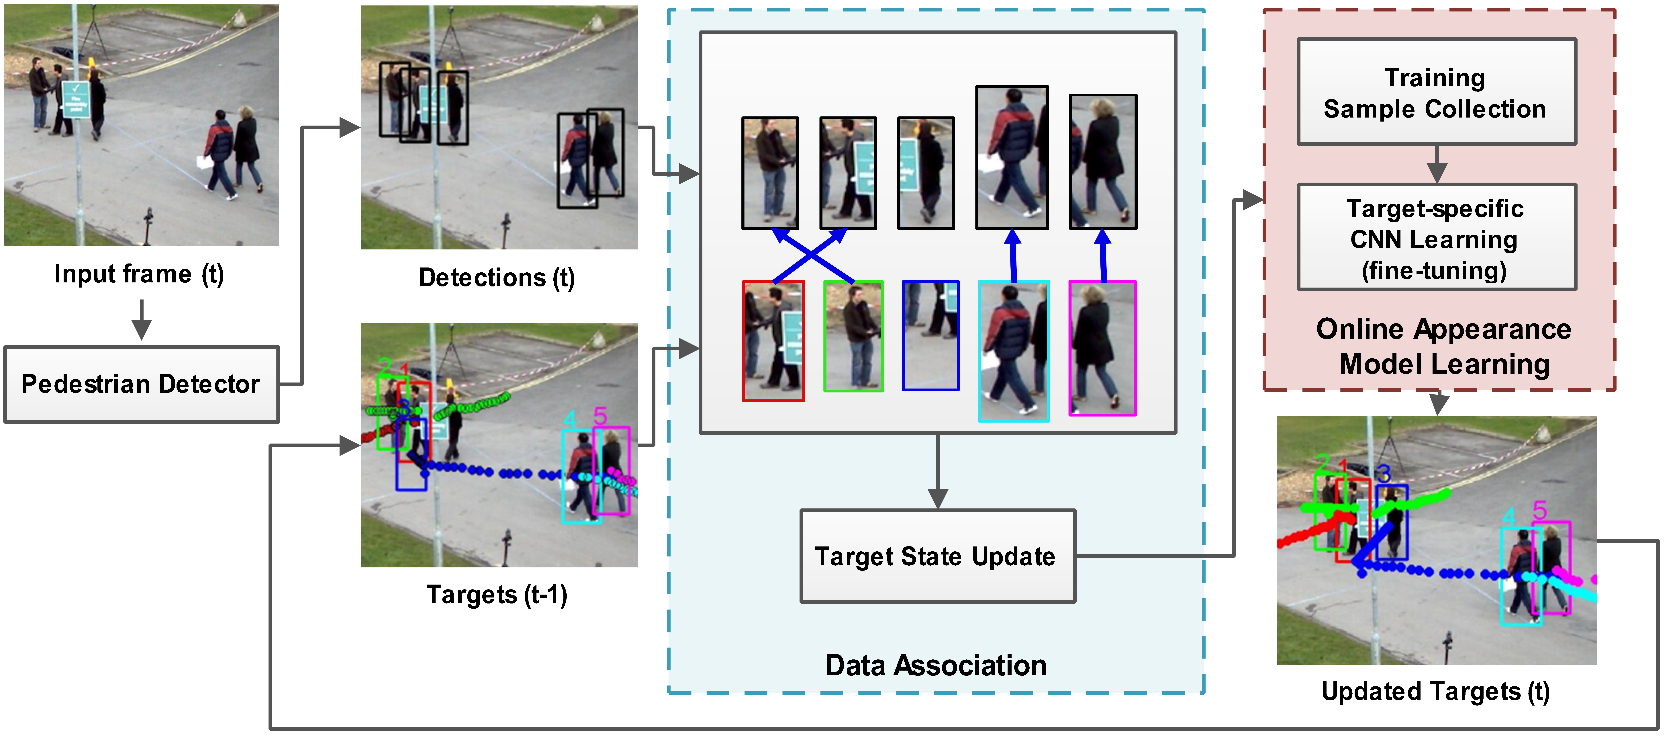 Input frame (t)
Pedestrian Detector
Detections (t)
2
1
3
4
5
Targets (t-1)
Target State Update
Data Association
Training
Sample Collection
Target-specific
CNN Learning
(fine-tuning)
Online Appearance
Model Learning
2
1
3
4
5
Updated Targets (t)